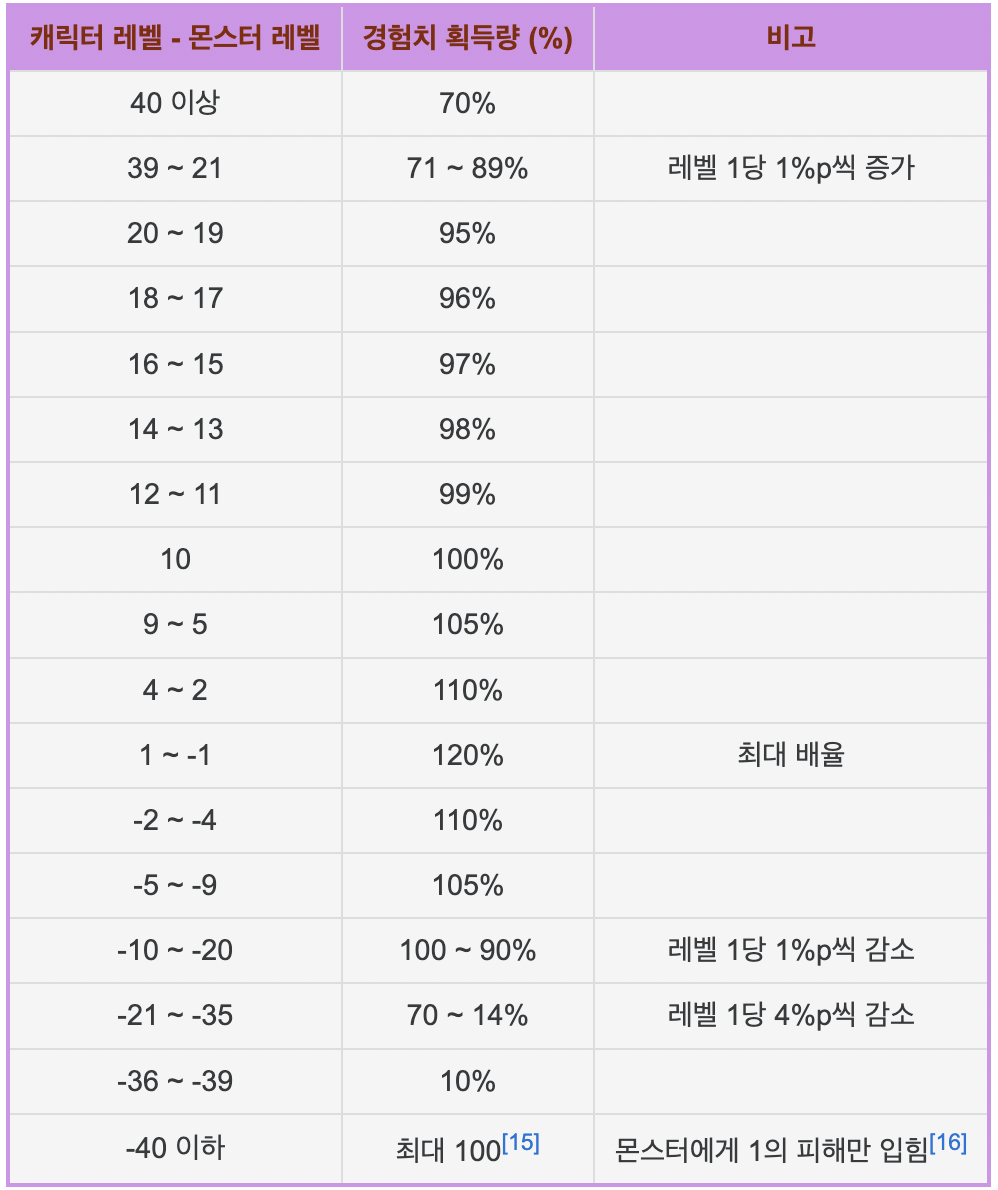 캐릭터 레벨 - 몬스터 레벨 경험치 획득량 (%) 비고
40 이상 70%
39 ~ 21 71 ~ 89% 레벨 1당 1%p씩 증가
20 ~ 19 95%
18 ~ 17 96%
16 ~ 15 97%
14 ~ 13 98%
12 ~ 11 99%
10 100%
9 ~ 5 105%
4 ~ 2 110%
1 ~ -1 120% 최대 배율
-2 ~ -4 110%
-5 ~ -9 105%
-10 ~ -20 100 ~ 90% 레벨 1당 1%p씩 감소
-21 ~ -35 70 ~ 14% 레벨 1당 4%p씩 감소
-36 ~ -39 10%
-40 이하 최대 100[15] 몬스터에게 1의 피해만 입힘[16]